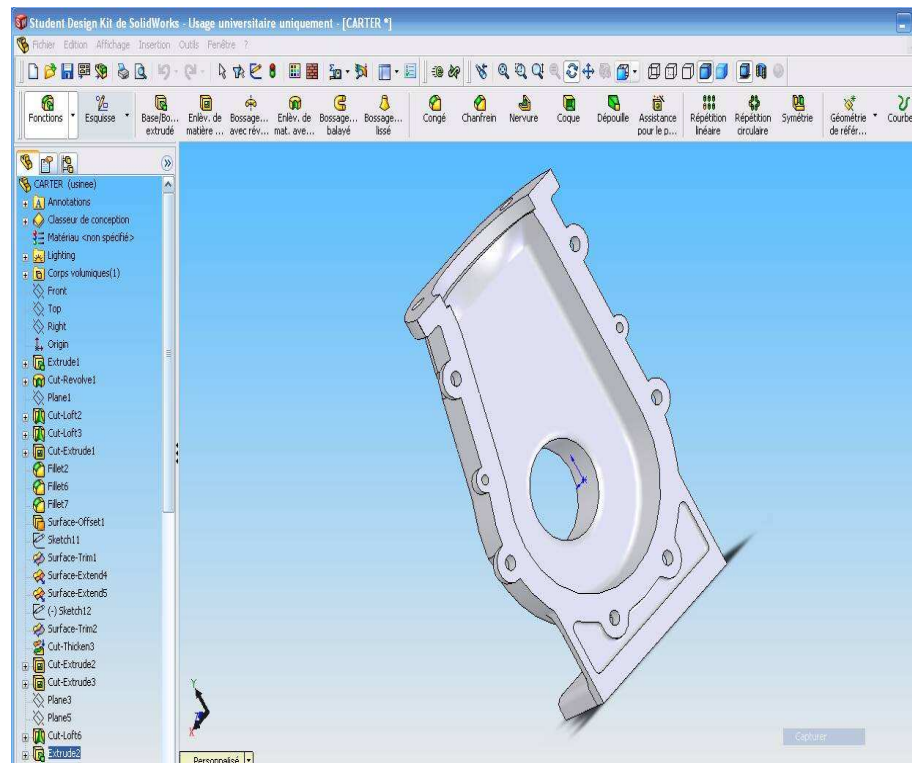 Student Design Kit de SolidWorks - Usage universitaire uniquement - [CARTER *]
Fichier Edition Affichage Insertion Outils Fenêtre ?
Fonctions Esquisse Base/Bo... extrudé Enlèv. de matière ... Bossage... avec rév... Enlèv. de mat. ave... Bossage... balayé Bossage... lissé Congé Chanfrein Nervure Coque Dépouille Assistance pour le p... Répétition linéaire Répétition circulaire Symétrie Géométrie de référ... Courbe
CARTER (usinee)
Annotations
Classeur de conception
Matériau <non spécifié>
Lighting
Corps volumiques(1)
Front
Top
Right
Origin
Extrude1
Cut-Revolve1
Plane1
Cut-Loft2
Cut-Loft3
Cut-Extrude1
Fillet2
Fillet6
Fillet7
Surface-Offset1
Sketch11
Surface-Trim1
Surface-Extend4
Surface-Extend5
(-) Sketch12
Surface-Trim2
Cut-Thicken3
Cut-Extrude2
Cut-Extrude3
Plane3
Plane5
Cut-Loft6
Extrude2
Y
X
Capturer
Personnalisé